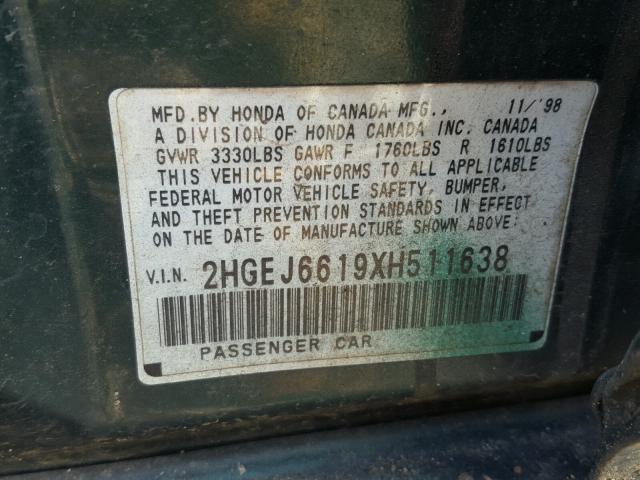 MFD.BY HONDA OF CANADA MFG., 11/'98
A DIVISION OF HONDA CANADA INC. CANADA
GVWR 3330LBS GAWR F 1760LBS R 1610LBS
THIS VEHICLE CONFORMS TO ALL APPLICABLE
FEDERAL MOTOR VEHICLE SAFETY, BUMPER,
AND THEFT PREVENTION STANDARDS IN EFFECT
ON THE DATE OF MANUFACTURE SHOWN ABOVE:
V.I.N. 2HGEJ6619XH511638
PASSENGER CAR